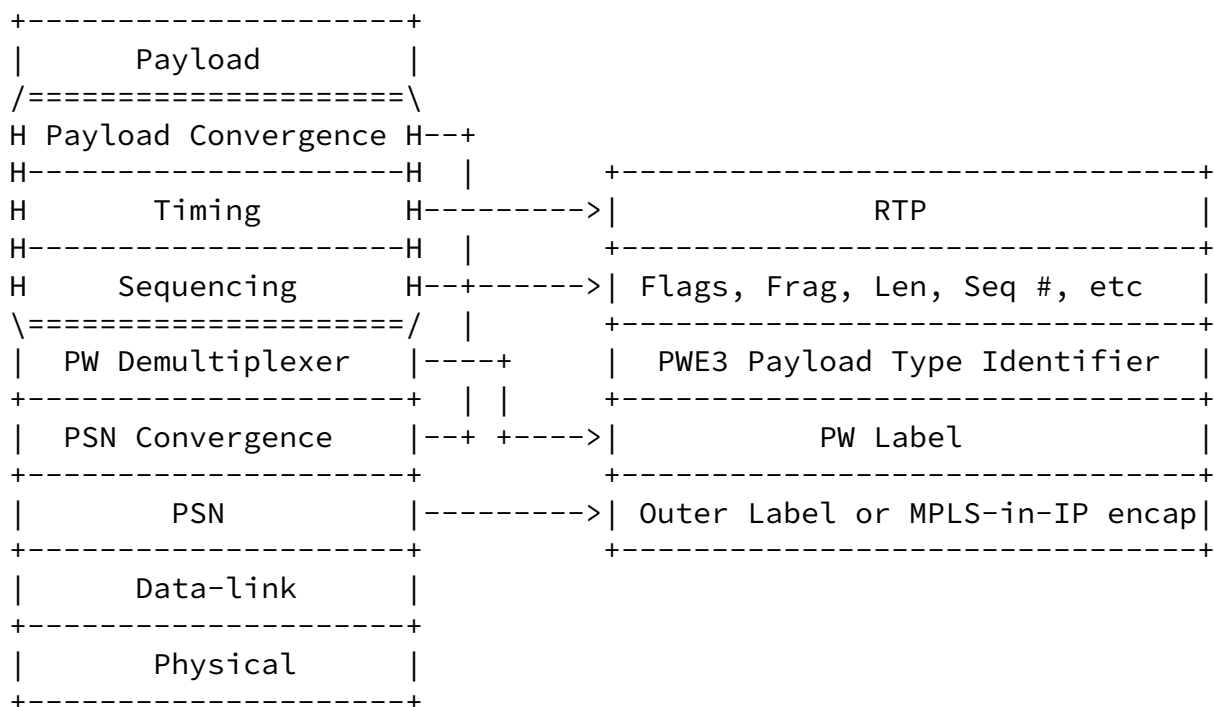 Payload
Payload Convergence
Timing RTP
Sequencing Flags, Frag, Len, Seq #, etc
PW Demultiplexer PWE3 Payload Type Identifier
PSN Convergence PW Label
PSN Outer Label or MPLS-in-IP encap
Data-link
Physical